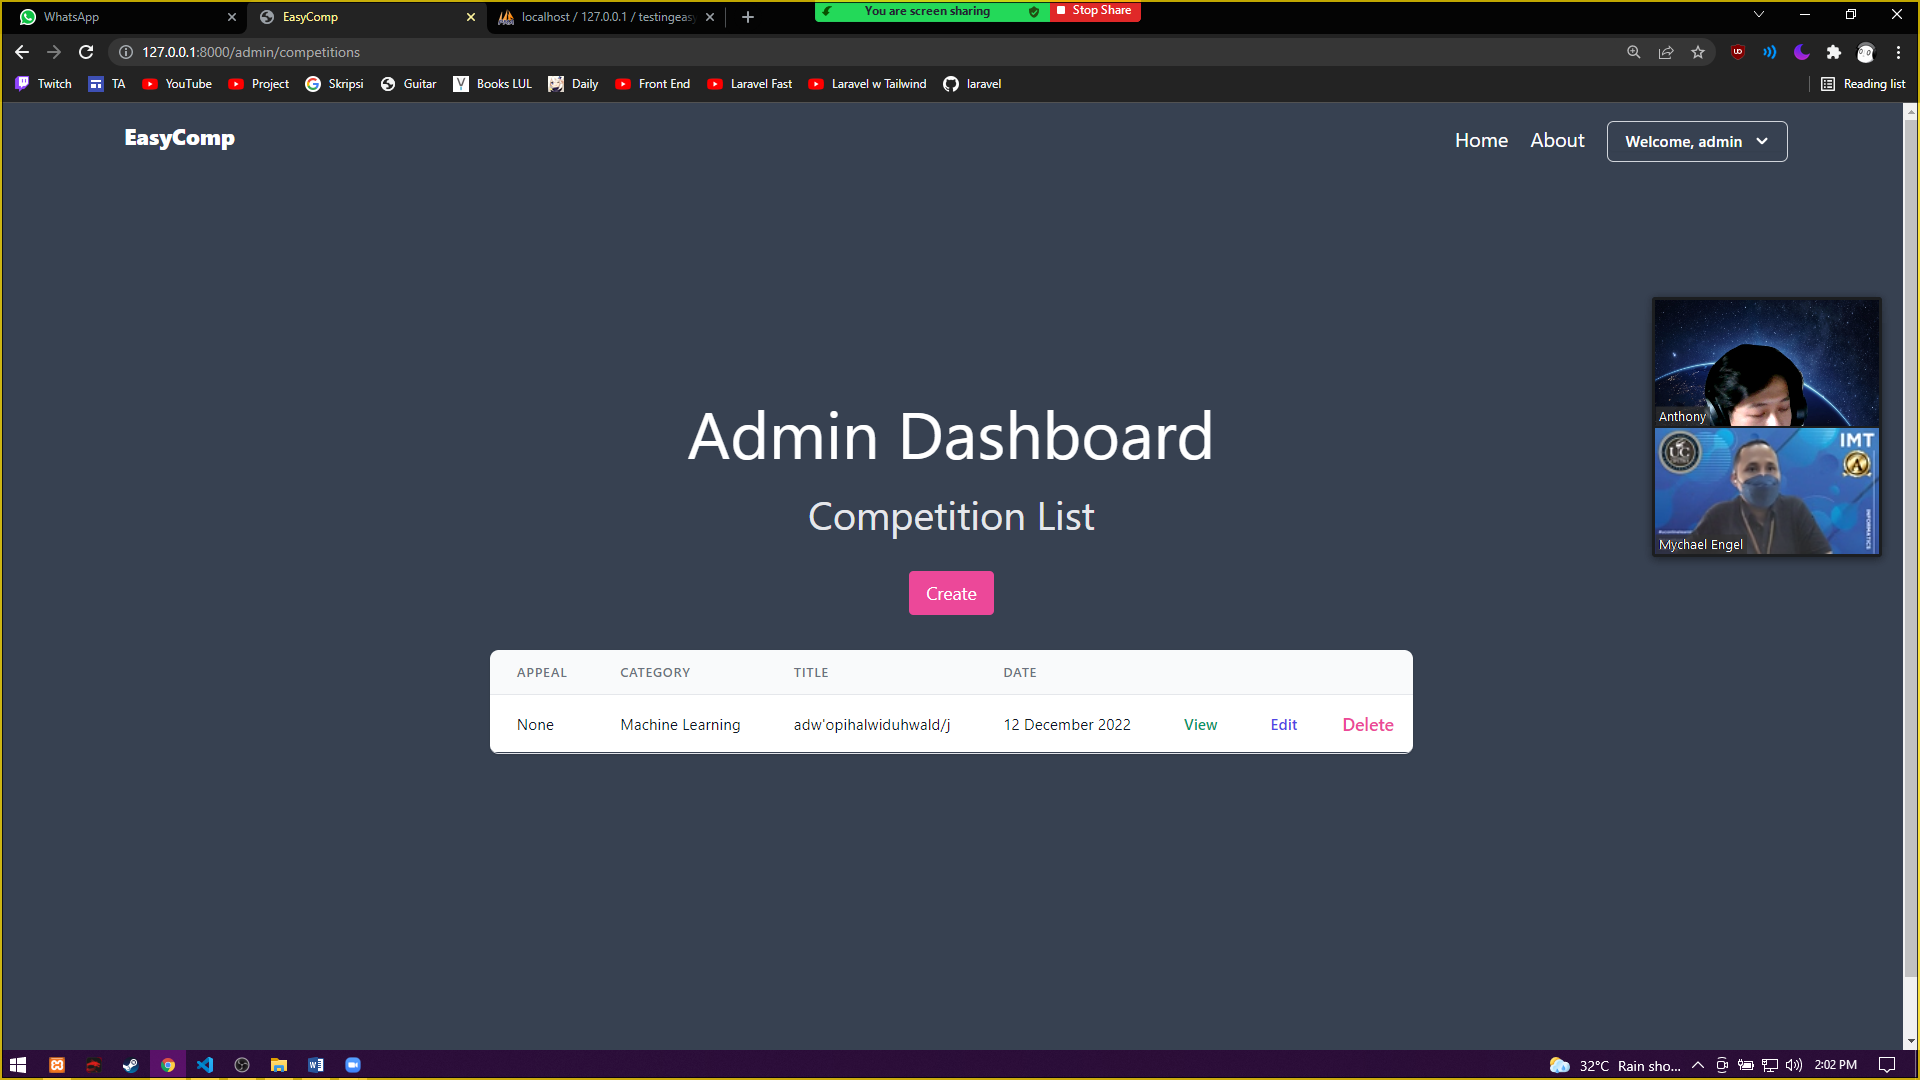 WhatsApp
EasyComp
localhost / 127.0.0.1 / testingeasy
You are screen sharing
Stop Share
127.0.0.1:8000/admin/competitions
Twitch
TA
YouTube
Project
Skripsi
Guitar
Books LUL
Daily
Front End
Laravel Fast
Laravel w Tailwind
laravel
Reading list
EasyComp
Home
About
Welcome, admin
Anthony
UC
IMT
A
INFORMATICS
Mychael Engel
Admin Dashboard
Competition List
Create
APPEAL CATEGORY TITLE DATE
None Machine Learning adw'opihalwiduhwald/j 12 December 2022 View Edit Delete
32°C Rain sho...
2:02 PM